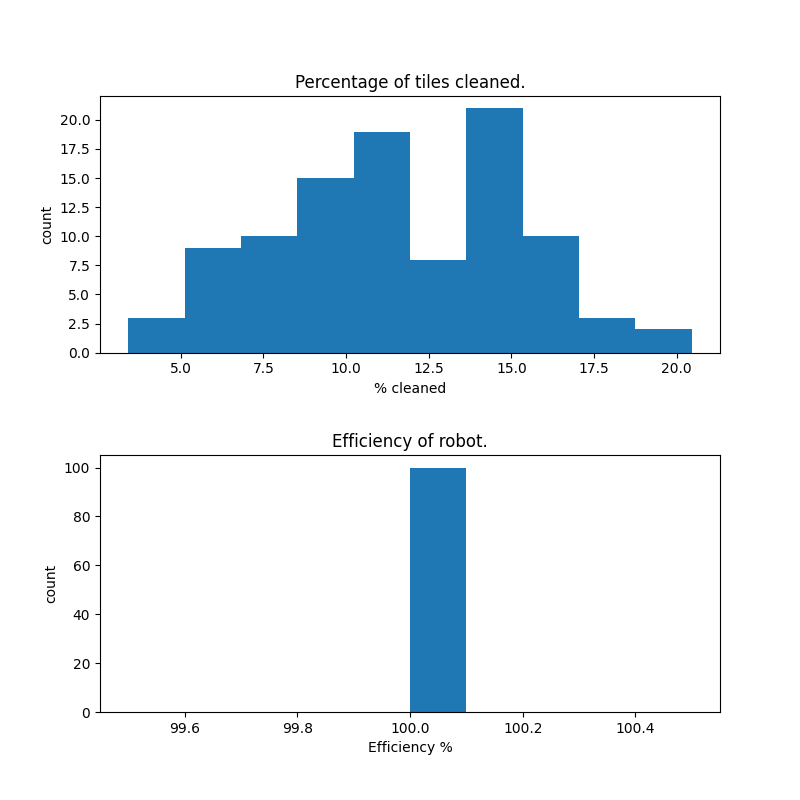 Percentage of tiles cleaned.
20.0
17.5
15.0
12.5
10.0
7.5
5.0
2.5
0.0
count
5.0 7.5 10.0 12.5 15.0 17.5 20.0
% cleaned
Efficiency of robot.
100
80
60
40
20
0
count
99.6 99.8 100.0 100.2 100.4
Efficiency %